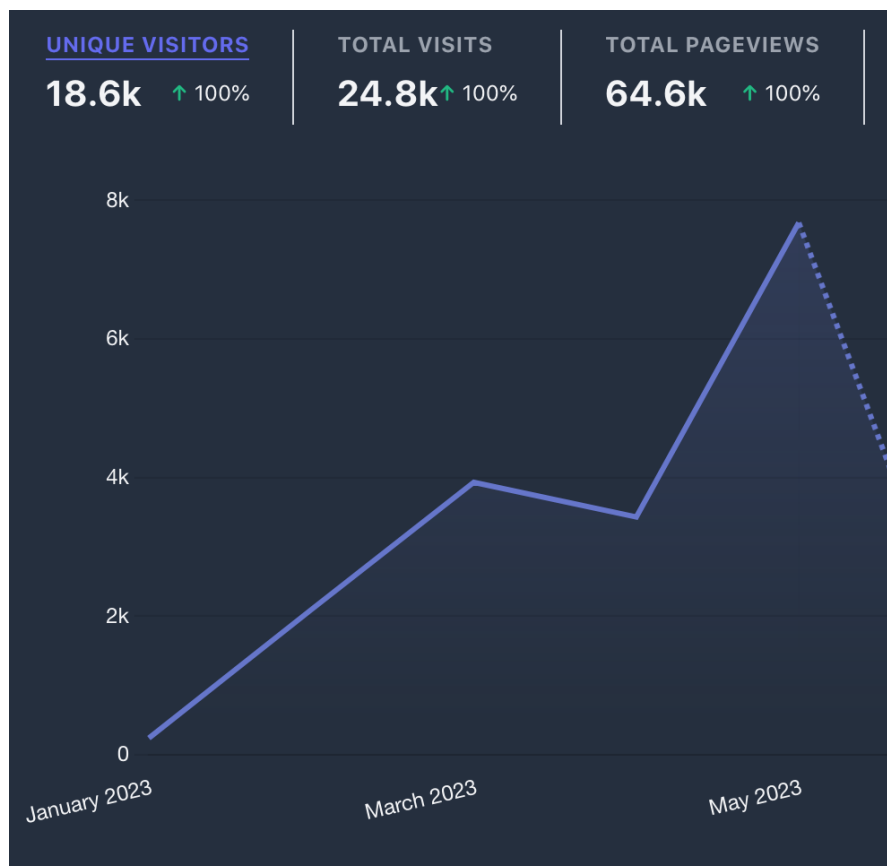 UNIQUE VISITORS TOTAL VISITS TOTAL PAGEVIEWS
18.6k ↑ 100% 24.8k ↑ 100% 64.6k ↑ 100%
8k
6k
4k
2k
0
January 2023 March 2023 May 2023